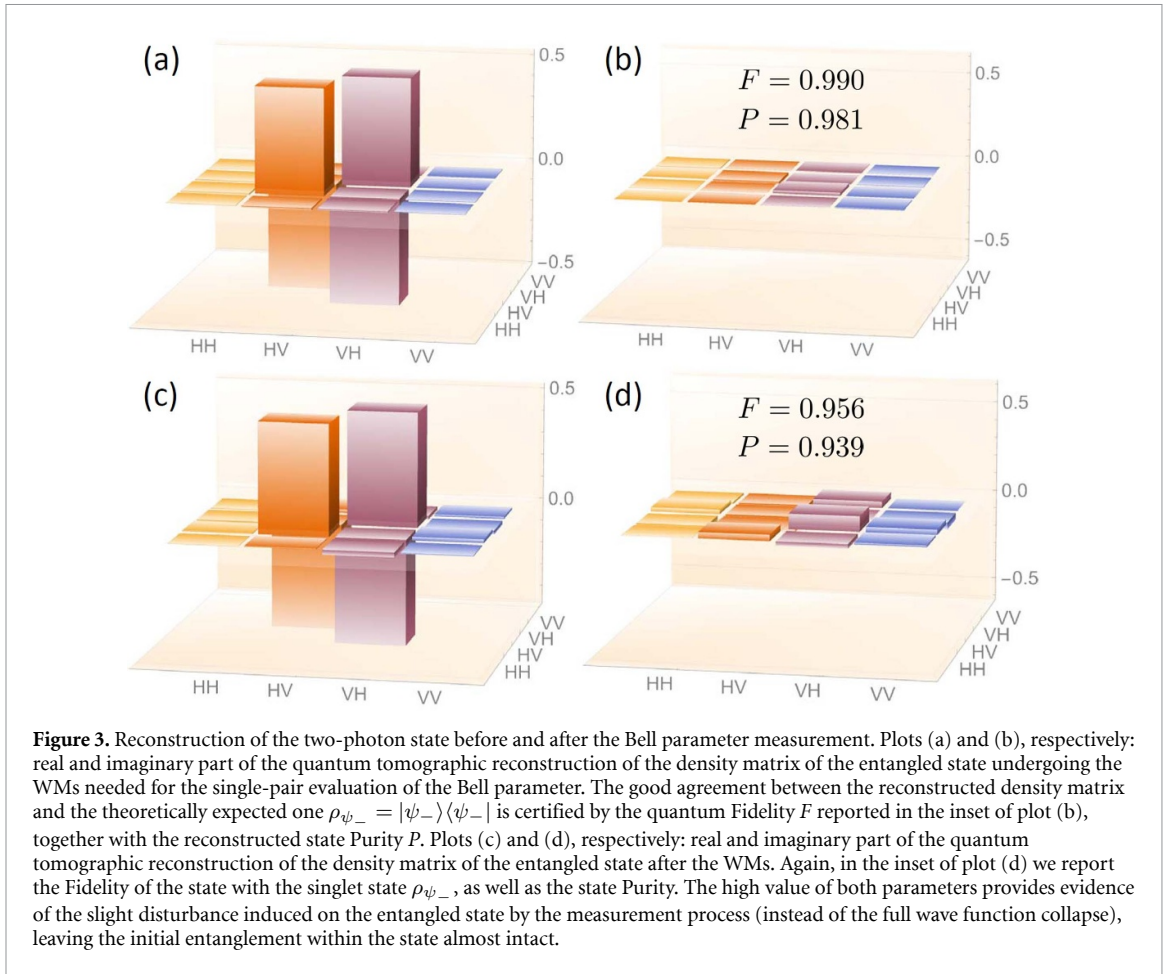 (a)
0.5
0.0
−0.5
VV
VH
HV
HH
HH HV VH VV
(b)
F = 0.990
P = 0.981
0.5
0.0
−0.5
VV
VH
HV
HH
HH HV VH VV
(c)
0.5
0.0
VV
VH
HV
HH
HH HV VH VV
(d)
F = 0.956
P = 0.939
0.5
0.0
−0.5
VV
VH
HV
HH
HH HV VH VV
Figure 3. Reconstruction of the two-photon state before and after the Bell parameter measurement. Plots (a) and (b), respectively:
real and imaginary part of the quantum tomographic reconstruction of the density matrix of the entangled state undergoing the
WMs needed for the single-pair evaluation of the Bell parameter. The good agreement between the reconstructed density matrix
and the theoretically expected one ρψ₋ = |ψ₋⟩⟨ψ₋| is certified by the quantum Fidelity F reported in the inset of plot (b),
together with the reconstructed state Purity P. Plots (c) and (d), respectively: real and imaginary part of the quantum
tomographic reconstruction of the density matrix of the entangled state after the WMs. Again, in the inset of plot (d) we report
the Fidelity of the state with the singlet state ρψ₋, as well as the state Purity. The high value of both parameters provides evidence
of the slight disturbance induced on the entangled state by the measurement process (instead of the full wave function collapse),
leaving the initial entanglement within the state almost intact.